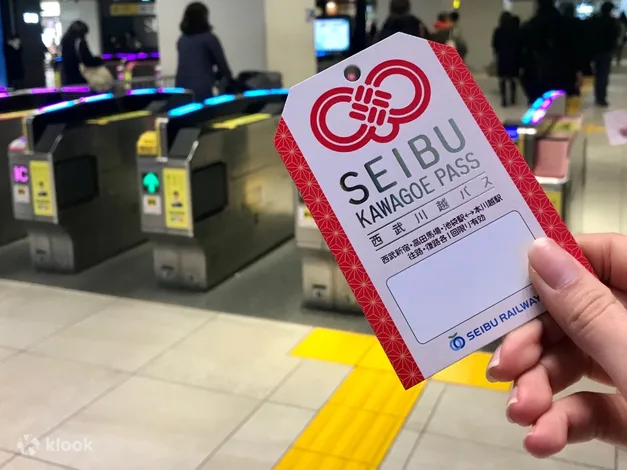 SEIBU
KAWAGOE PASS
西武川越パス
西武新宿・高田馬場・池袋駅↔本川越駅
往路・復路各1回限り有効
SEIBU RAILWAY
IC
klook